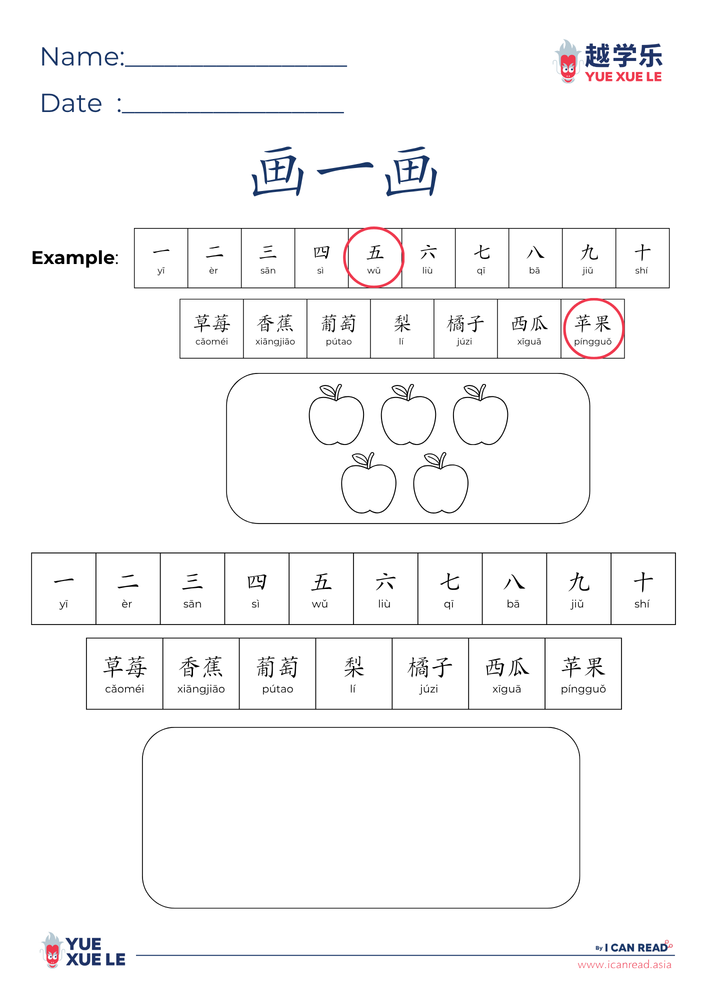 Name:_________________
越学乐
YUE XUE LE
Date :_________________
画一画
Example:
一 二 三 四 五 六 七 八 九 十
yī èr sān sì wǔ liù qī bā jiǔ shí
草莓 香蕉 葡萄 梨 橘子 西瓜 苹果
cǎoméi xiāngjiāo pútao lí júzi xīguā píngguǒ
一 二 三 四 五 六 七 八 九 十
yī èr sān sì wǔ liù qī bā jiǔ shí
草莓 香蕉 葡萄 梨 橘子 西瓜 苹果
cǎoméi xiāngjiāo pútao lí júzi xīguā píngguǒ
YUE
XUE LE
By I CAN READ
www.icanread.asia